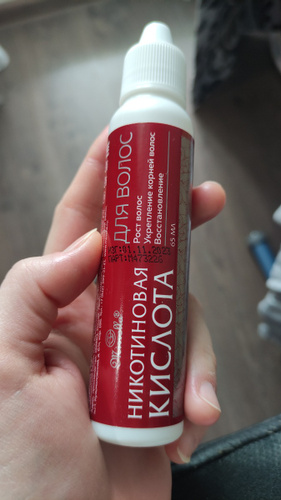 НИКОТИНОВАЯ
КИСЛОТА
ДЛЯ ВОЛОС
Рост волос
Укрепление корней волос
Восстановление
65 МЛ